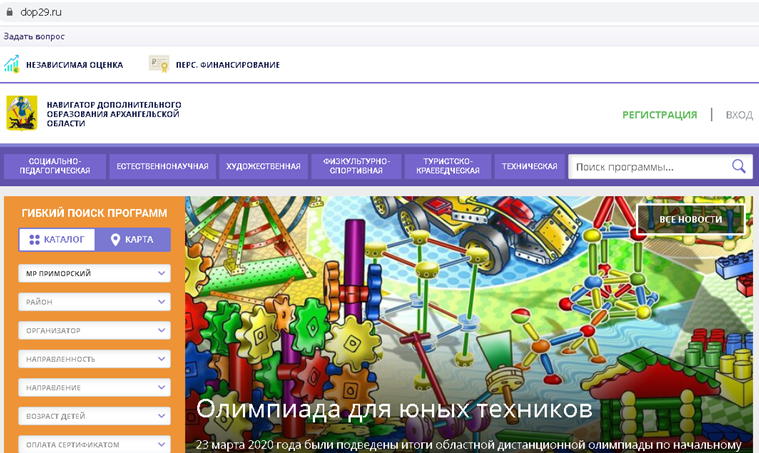 dop29.ru
Задать вопрос
НЕЗАВИСИМАЯ ОЦЕНКА
ПЕРС. ФИНАНСИРОВАНИЕ
НАВИГАТОР ДОПОЛНИТЕЛЬНОГО
ОБРАЗОВАНИЯ АРХАНГЕЛЬСКОЙ
ОБЛАСТИ
РЕГИСТРАЦИЯ | ВХОД
СОЦИАЛЬНО-
ПЕДАГОГИЧЕСКАЯ
ЕСТЕСТВЕННОНАУЧНАЯ
ХУДОЖЕСТВЕННАЯ
ФИЗКУЛЬТУРНО-
СПОРТИВНАЯ
ТУРИСТСКО-
КРАЕВЕДЧЕСКАЯ
ТЕХНИЧЕСКАЯ
Поиск программы...
ГИБКИЙ ПОИСК ПРОГРАММ
КАТАЛОГ
КАРТА
МР ПРИМОРСКИЙ
РАЙОН
ОРГАНИЗАТОР
НАПРАВЛЕННОСТЬ
НАПРАВЛЕНИЕ
ВОЗРАСТ ДЕТЕЙ
ОПЛАТА СЕРТИФИКАТОМ
ВСЕ НОВОСТИ
Олимпиада для юных техников
23 марта 2020 года были подведены итоги областной дистанционной олимпиады по начальному